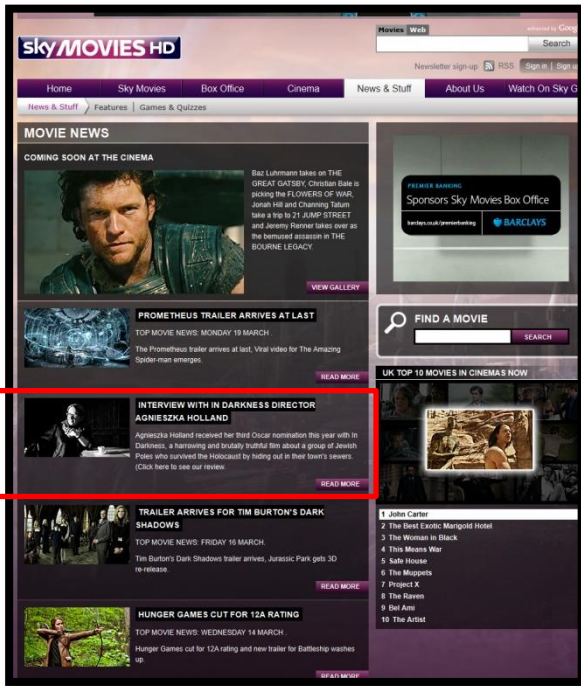 Movies Web
enhanced by Goog
sky MOVIES HD
Search
Newsletter sign-up RSS Sign in | Sign u
Home Sky Movies Box Office Cinema News & Stuff About Us Watch On Sky G
News & Stuff Features | Games & Quizzes
MOVIE NEWS
COMING SOON AT THE CINEMA
Baz Luhrmann takes on THE
GREAT GATSBY, Christian Bale is
picking the FLOWERS OF WAR,
Jonah Hill and Channing Tatum
take a trip to 21 JUMP STREET
and Jeremy Renner takes over as
the bemused assassin in THE
BOURNE LEGACY.
VIEW GALLERY
PROMETHEUS TRAILER ARRIVES AT LAST
TOP MOVIE NEWS: MONDAY 19 MARCH .
The Prometheus trailer arrives at last, Viral video for The Amazing
Spider-man emerges.
READ MORE
INTERVIEW WITH IN DARKNESS DIRECTOR
AGNIESZKA HOLLAND
Agnieszka Holland received her third Oscar nomination this year with In
Darkness, a harrowing and brutally truthful film about a group of Jewish
Poles who survived the Holocaust by hiding out in their town's sewers.
(Click here to see our review.
READ MORE
TRAILER ARRIVES FOR TIM BURTON'S DARK
SHADOWS
TOP MOVIE NEWS: FRIDAY 16 MARCH.
Tim Burton's Dark Shadows trailer arrives, Jurassic Park gets 3D
re-release.
READ MORE
HUNGER GAMES CUT FOR 12A RATING
TOP MOVIE NEWS: WEDNESDAY 14 MARCH .
Hunger Games cut for 12A rating and new trailer for Battleship washes
up.
READ MORE
PREMIER BANKING
Sponsors Sky Movies Box Office
barclays.co.uk/premierbanking BARCLAYS
FIND A MOVIE
SEARCH
UK TOP 10 MOVIES IN CINEMAS NOW
1 John Carter
2 The Best Exotic Marigold Hotel
3 The Woman in Black
4 This Means War
5 Safe House
6 The Muppets
7 Project X
8 The Raven
9 Bel Ami
10 The Artist